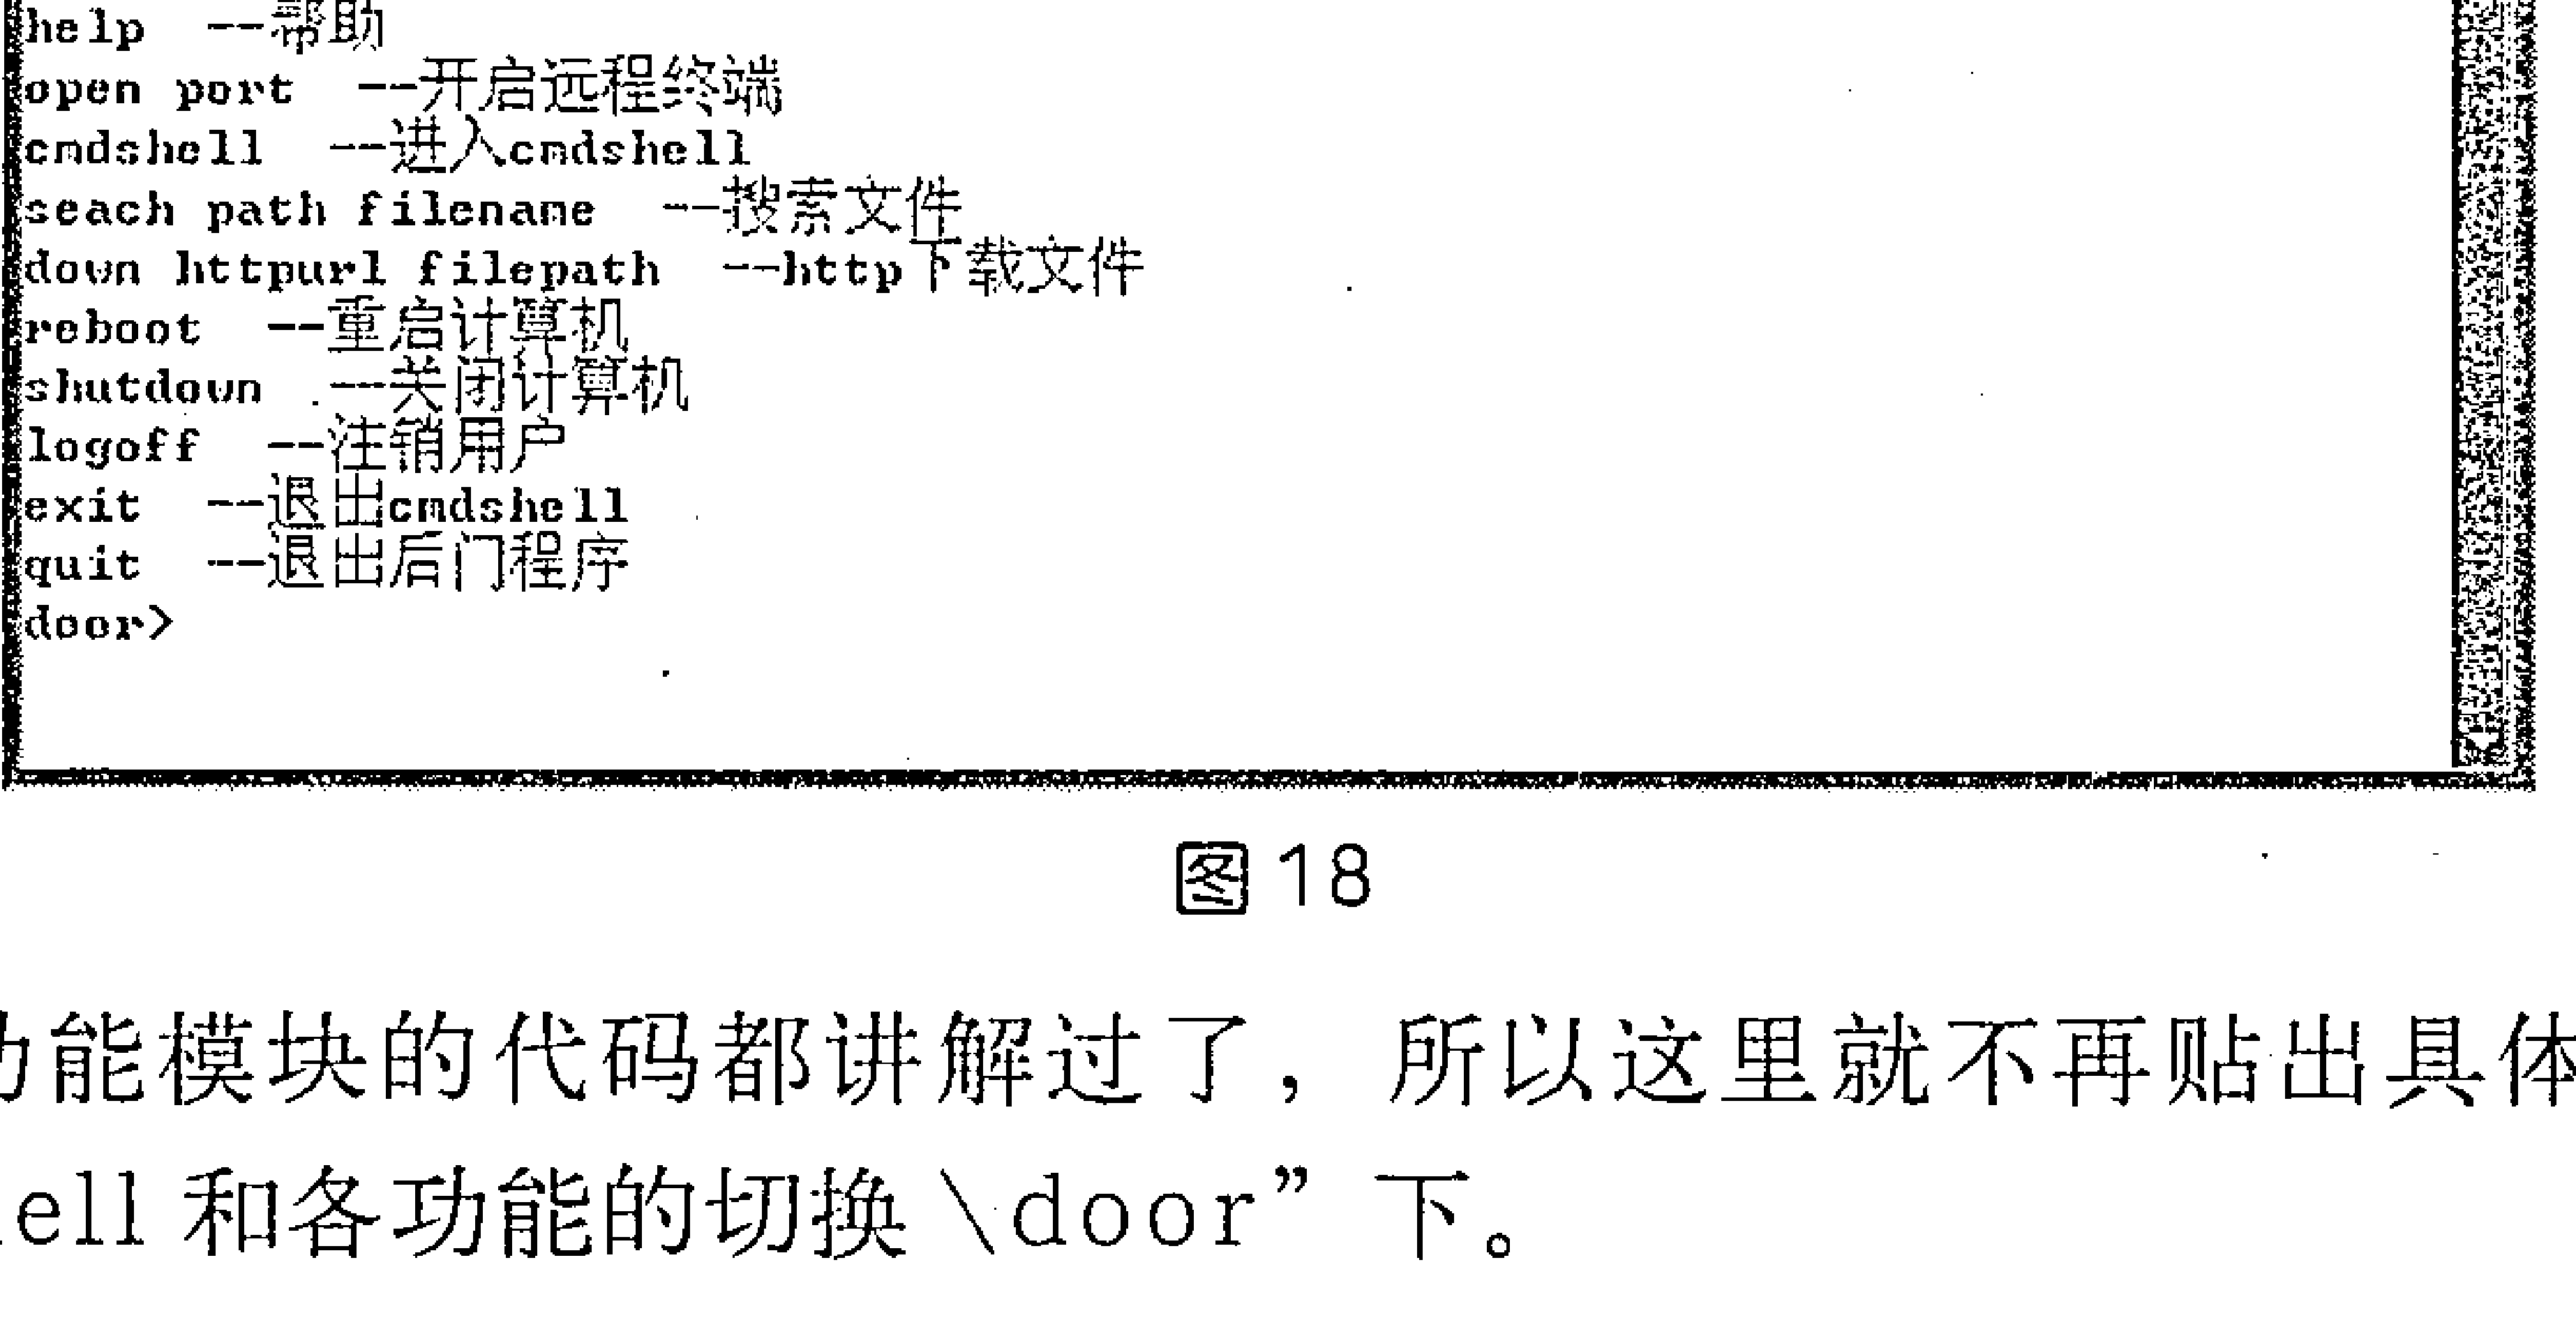 help  --帮助
open port  --开启远程终端
cmdshell  --进入cmdshell
seach path filename  --搜索文件
down httpurl filepath  --http下载文件
reboot  --重启计算机
shutdown  --关闭计算机
logoff  --注销用户
exit  --退出cmdshell
quit  --退出后门程序
door>
图 18
功能模块的代码都讲解过了，所以这里就不再贴出具体
ell 和各功能的切换\door”下。